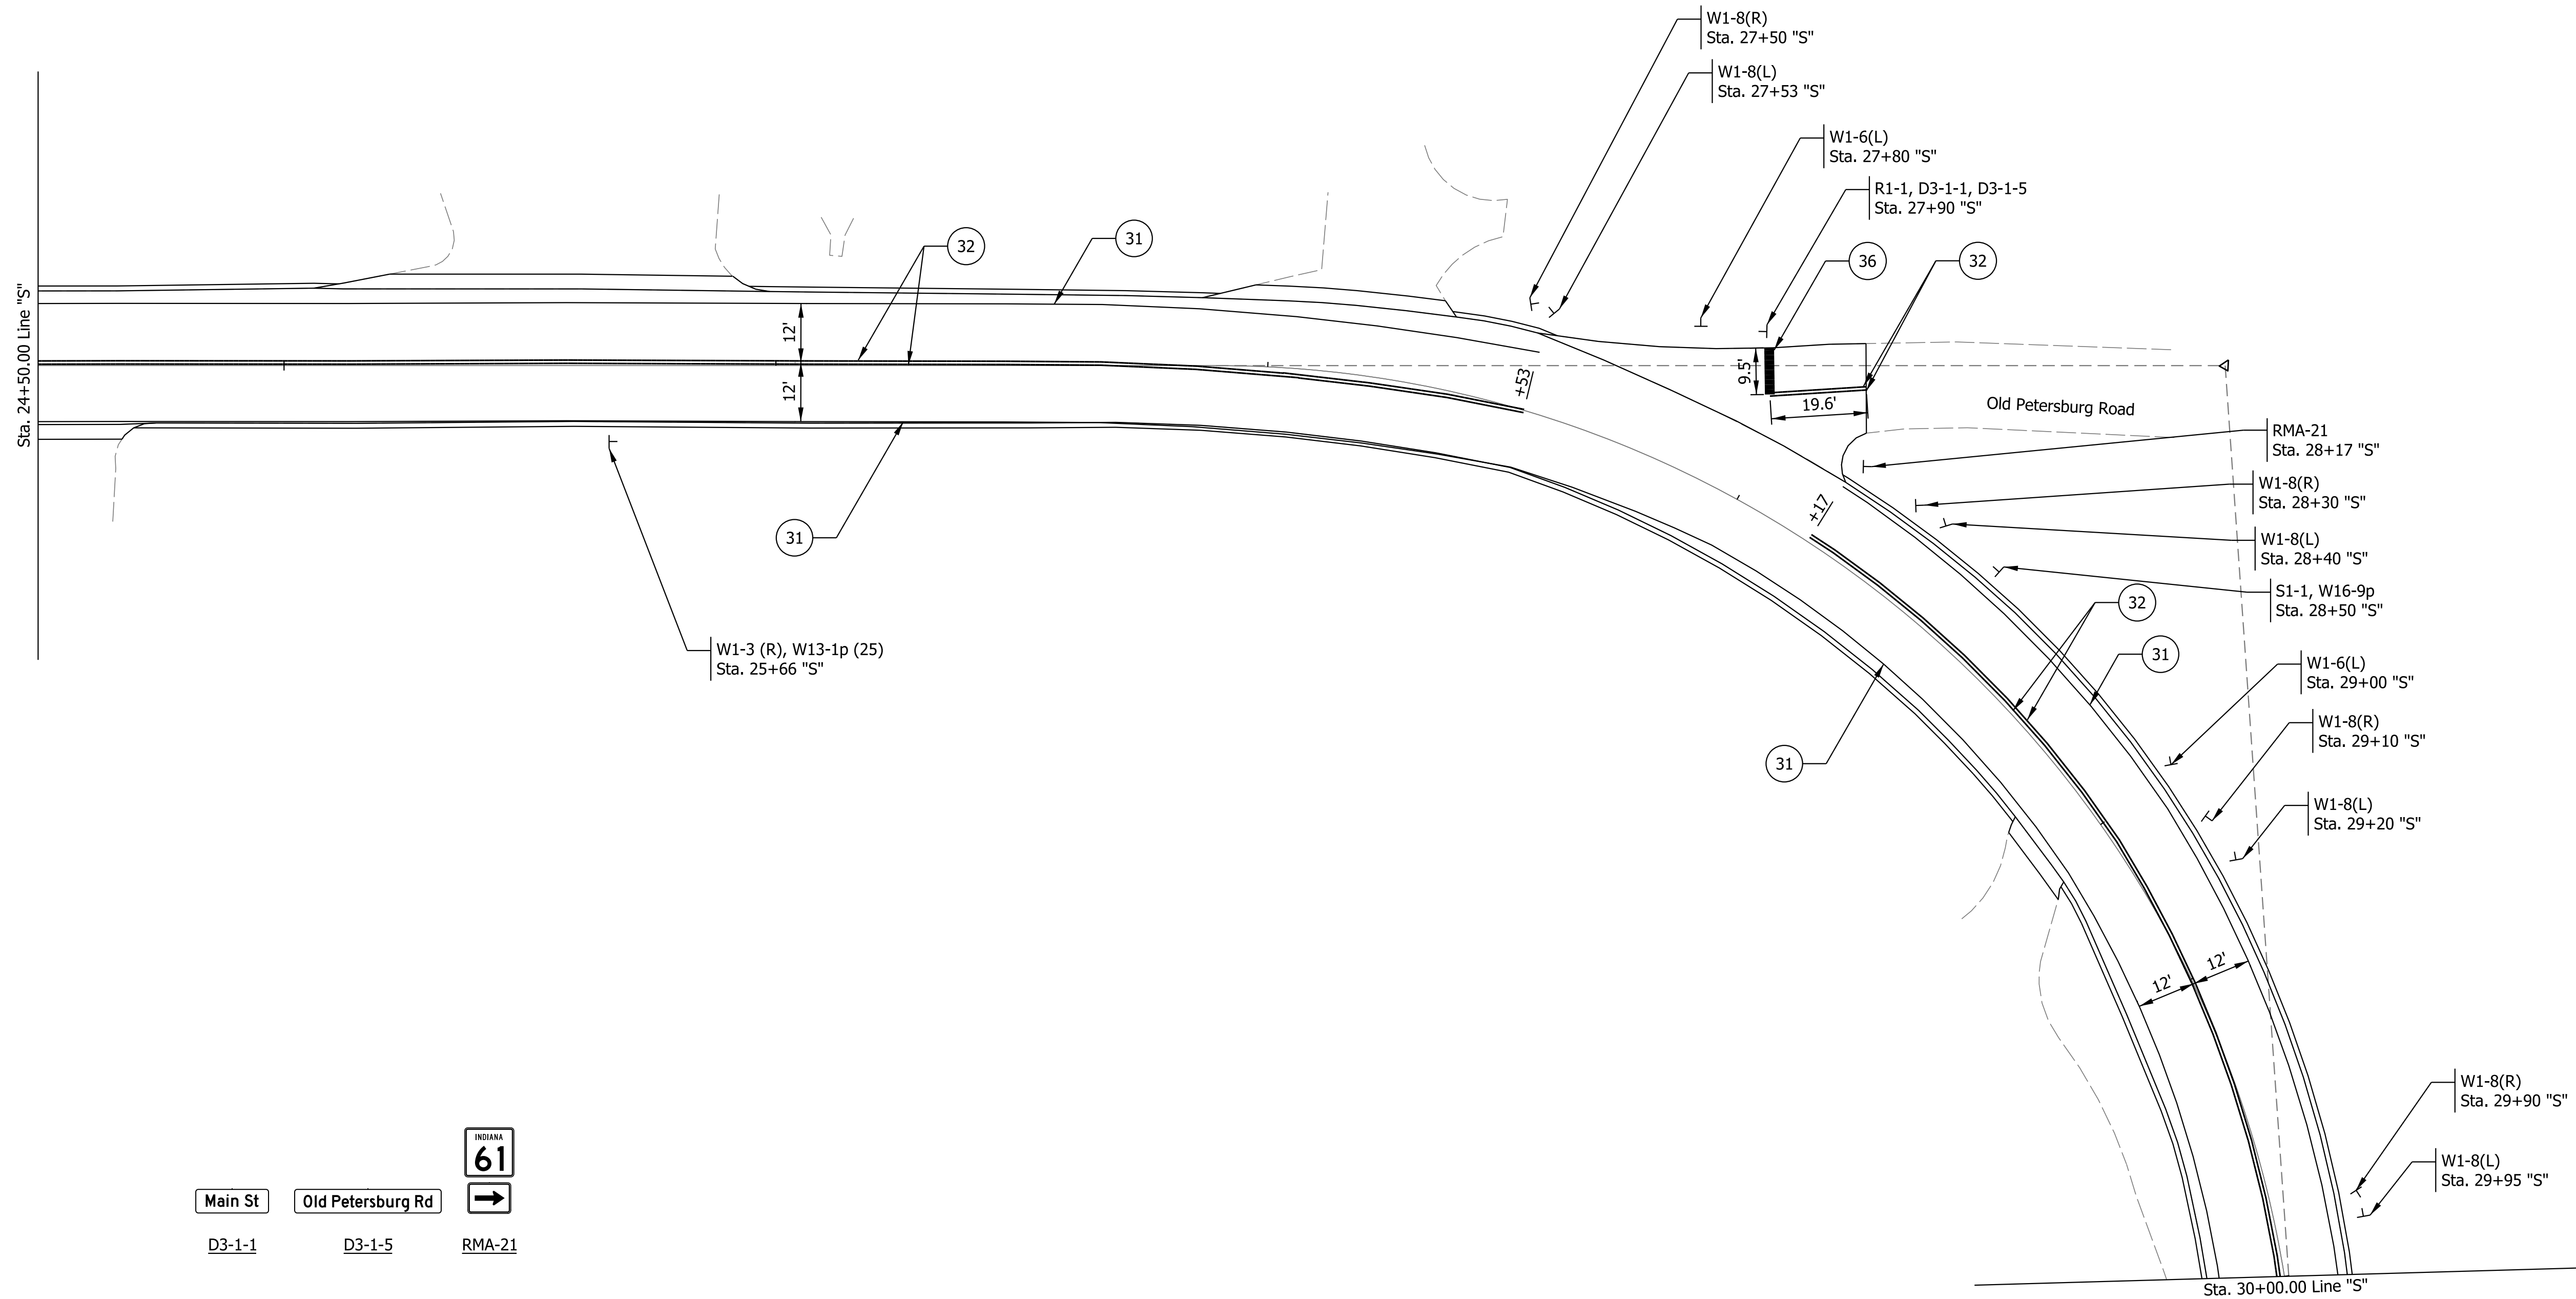 W1-8(R)
Sta. 27+50 "S"
W1-8(L)
Sta. 27+53 "S"
W1-6(L)
Sta. 27+80 "S"
R1-1, D3-1-1, D3-1-5
Sta. 27+90 "S"
32
31
36
32
Sta. 24+50.00 Line "S"
12'
12'
+53
9.5'
19.6'
Old Petersburg Road
RMA-21
Sta. 28+17 "S"
W1-8(R)
Sta. 28+30 "S"
+17
31
W1-8(L)
Sta. 28+40 "S"
S1-1, W16-9p
Sta. 28+50 "S"
32
W1-3 (R), W13-1p (25)
Sta. 25+66 "S"
31
W1-6(L)
Sta. 29+00 "S"
W1-8(R)
Sta. 29+10 "S"
31
W1-8(L)
Sta. 29+20 "S"
12'
12'
W1-8(R)
Sta. 29+90 "S"
W1-8(L)
Sta. 29+95 "S"
INDIANA
61
Main St
Old Petersburg Rd
D3-1-1
D3-1-5
RMA-21
Sta. 30+00.00 Line "S"